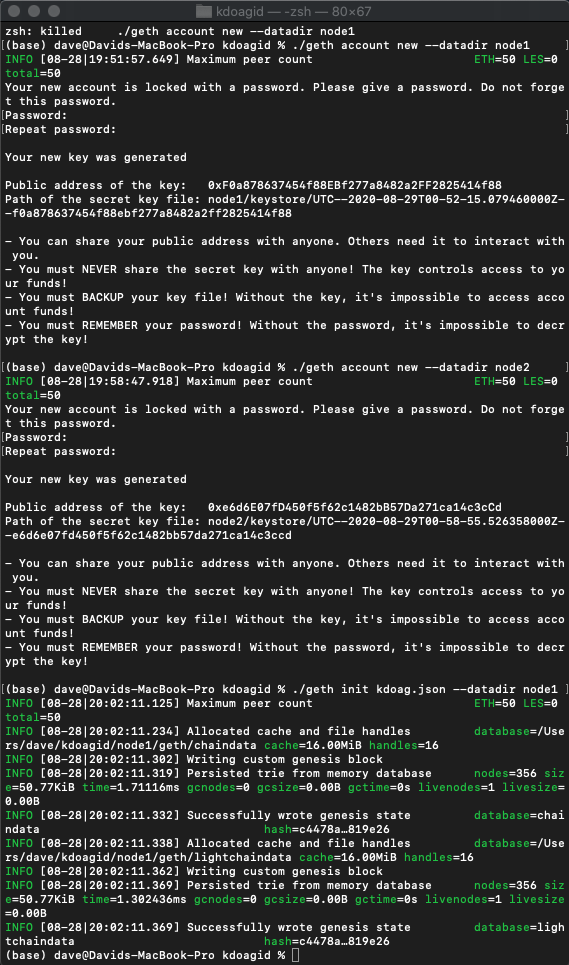 kdoagid — -zsh — 80×67
zsh: killed     ./geth account new --datadir node1
[(base) dave@Davids-MacBook-Pro kdoagid % ./geth account new --datadir node1     ]
INFO [08-28|19:51:57.649] Maximum peer count                       ETH=50 LES=0
total=50
Your new account is locked with a password. Please give a password. Do not forge
t this password.
[Password:                                                                       ]
[Repeat password:                                                                ]
Your new key was generated
Public address of the key:   0xF0a878637454f88EBf277a8482a2FF2825414f88
Path of the secret key file: node1/keystore/UTC--2020-08-29T00-52-15.079460000Z-
-f0a878637454f88ebf277a8482a2ff2825414f88
- You can share your public address with anyone. Others need it to interact with
 you.
- You must NEVER share the secret key with anyone! The key controls access to yo
ur funds!
- You must BACKUP your key file! Without the key, it's impossible to access acco
unt funds!
- You must REMEMBER your password! Without the password, it's impossible to decr
ypt the key!
[(base) dave@Davids-MacBook-Pro kdoagid % ./geth account new --datadir node2     ]
INFO [08-28|19:58:47.918] Maximum peer count                       ETH=50 LES=0
total=50
Your new account is locked with a password. Please give a password. Do not forge
t this password.
[Password:                                                                       ]
[Repeat password:                                                                ]
Your new key was generated
Public address of the key:   0xe6d6E07fD450f5f62c1482bB57Da271ca14c3cCd
Path of the secret key file: node2/keystore/UTC--2020-08-29T00-58-55.526358000Z-
-e6d6e07fd450f5f62c1482bb57da271ca14c3ccd
- You can share your public address with anyone. Others need it to interact with
 you.
- You must NEVER share the secret key with anyone! The key controls access to yo
ur funds!
- You must BACKUP your key file! Without the key, it's impossible to access acco
unt funds!
- You must REMEMBER your password! Without the password, it's impossible to decr
ypt the key!
[(base) dave@Davids-MacBook-Pro kdoagid % ./geth init kdoag.json --datadir node1 ]
INFO [08-28|20:02:11.125] Maximum peer count                       ETH=50 LES=0
total=50
INFO [08-28|20:02:11.234] Allocated cache and file handles         database=/Use
rs/dave/kdoagid/node1/geth/chaindata cache=16.00MiB handles=16
INFO [08-28|20:02:11.302] Writing custom genesis block
INFO [08-28|20:02:11.319] Persisted trie from memory database      nodes=356 siz
e=50.77KiB time=1.71116ms gcnodes=0 gcsize=0.00B gctime=0s livenodes=1 livesize=
0.00B
INFO [08-28|20:02:11.332] Successfully wrote genesis state         database=chai
ndata                                hash=c4478a…819e26
INFO [08-28|20:02:11.338] Allocated cache and file handles         database=/Use
rs/dave/kdoagid/node1/geth/lightchaindata cache=16.00MiB handles=16
INFO [08-28|20:02:11.362] Writing custom genesis block
INFO [08-28|20:02:11.369] Persisted trie from memory database      nodes=356 siz
e=50.77KiB time=1.302436ms gcnodes=0 gcsize=0.00B gctime=0s livenodes=1 livesize
=0.00B
INFO [08-28|20:02:11.369] Successfully wrote genesis state         database=ligh
tchaindata                           hash=c4478a…819e26
(base) dave@Davids-MacBook-Pro kdoagid %